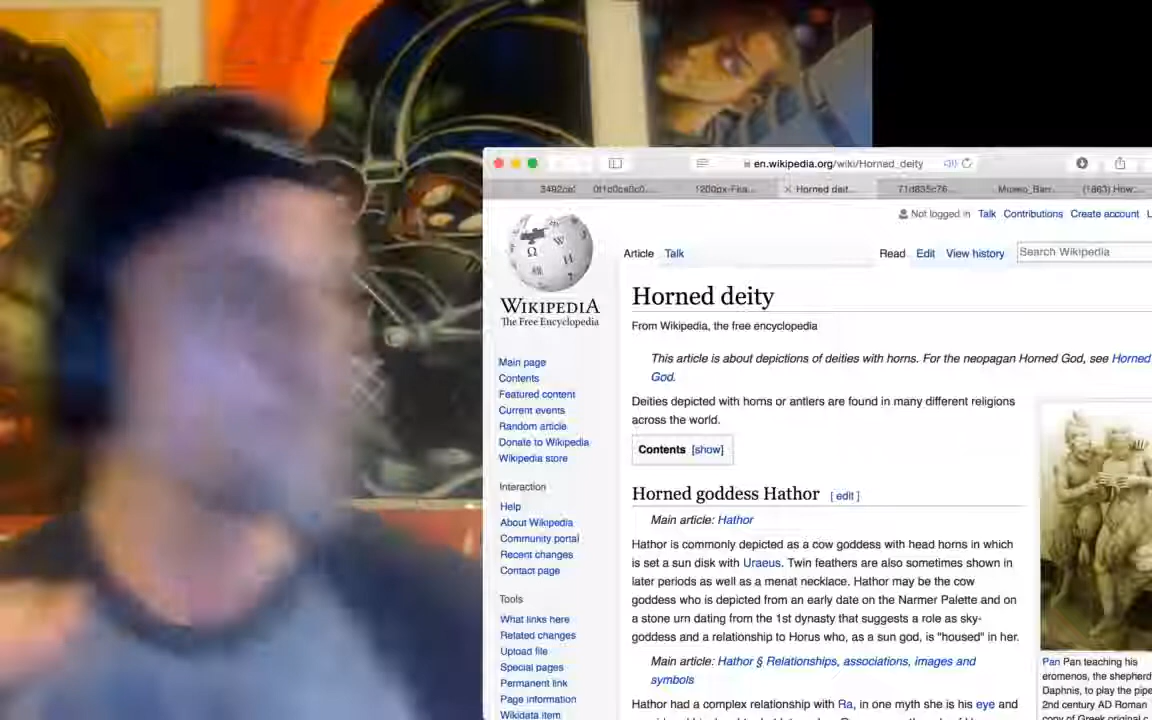 en.wikipedia.org/wiki/Horned_deity
3492ce
0f1c0ce8c0...
1200px-Fka...
Horned deit...
71d835c76...
Museo_Barr...
(1863) How...
Not logged in Talk Contributions Create account
Article Talk Read Edit View history Search Wikipedia
WIKIPEDIA
The Free Encyclopedia
Horned deity
From Wikipedia, the free encyclopedia
This article is about depictions of deities with horns. For the neopagan Horned God, see Horned
God.
Deities depicted with horns or antlers are found in many different religions
across the world.
Contents [show]
Horned goddess Hathor [ edit ]
Main article: Hathor
Hathor is commonly depicted as a cow goddess with head horns in which
is set a sun disk with Uraeus. Twin feathers are also sometimes shown in
later periods as well as a menat necklace. Hathor may be the cow
goddess who is depicted from an early date on the Narmer Palette and on
a stone urn dating from the 1st dynasty that suggests a role as sky-
goddess and a relationship to Horus who, as a sun god, is "housed" in her.
Main article: Hathor § Relationships, associations, images and
symbols
Hathor had a complex relationship with Ra, in one myth she is his eye and
Main page
Contents
Featured content
Current events
Random article
Donate to Wikipedia
Wikipedia store
Interaction
Help
About Wikipedia
Community portal
Recent changes
Contact page
Tools
What links here
Related changes
Upload file
Special pages
Permanent link
Page information
Wikidata item
Pan Pan teaching his
eromenos, the shepherd
Daphnis, to play the pipe
2nd century AD Roman
copy of Greek original c